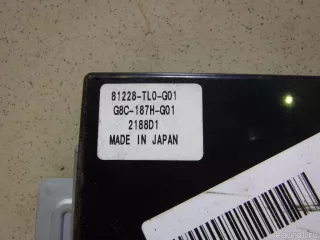 81228-TL0-G01
G8C-187H-G01
2188D1
MADE IN JAPAN